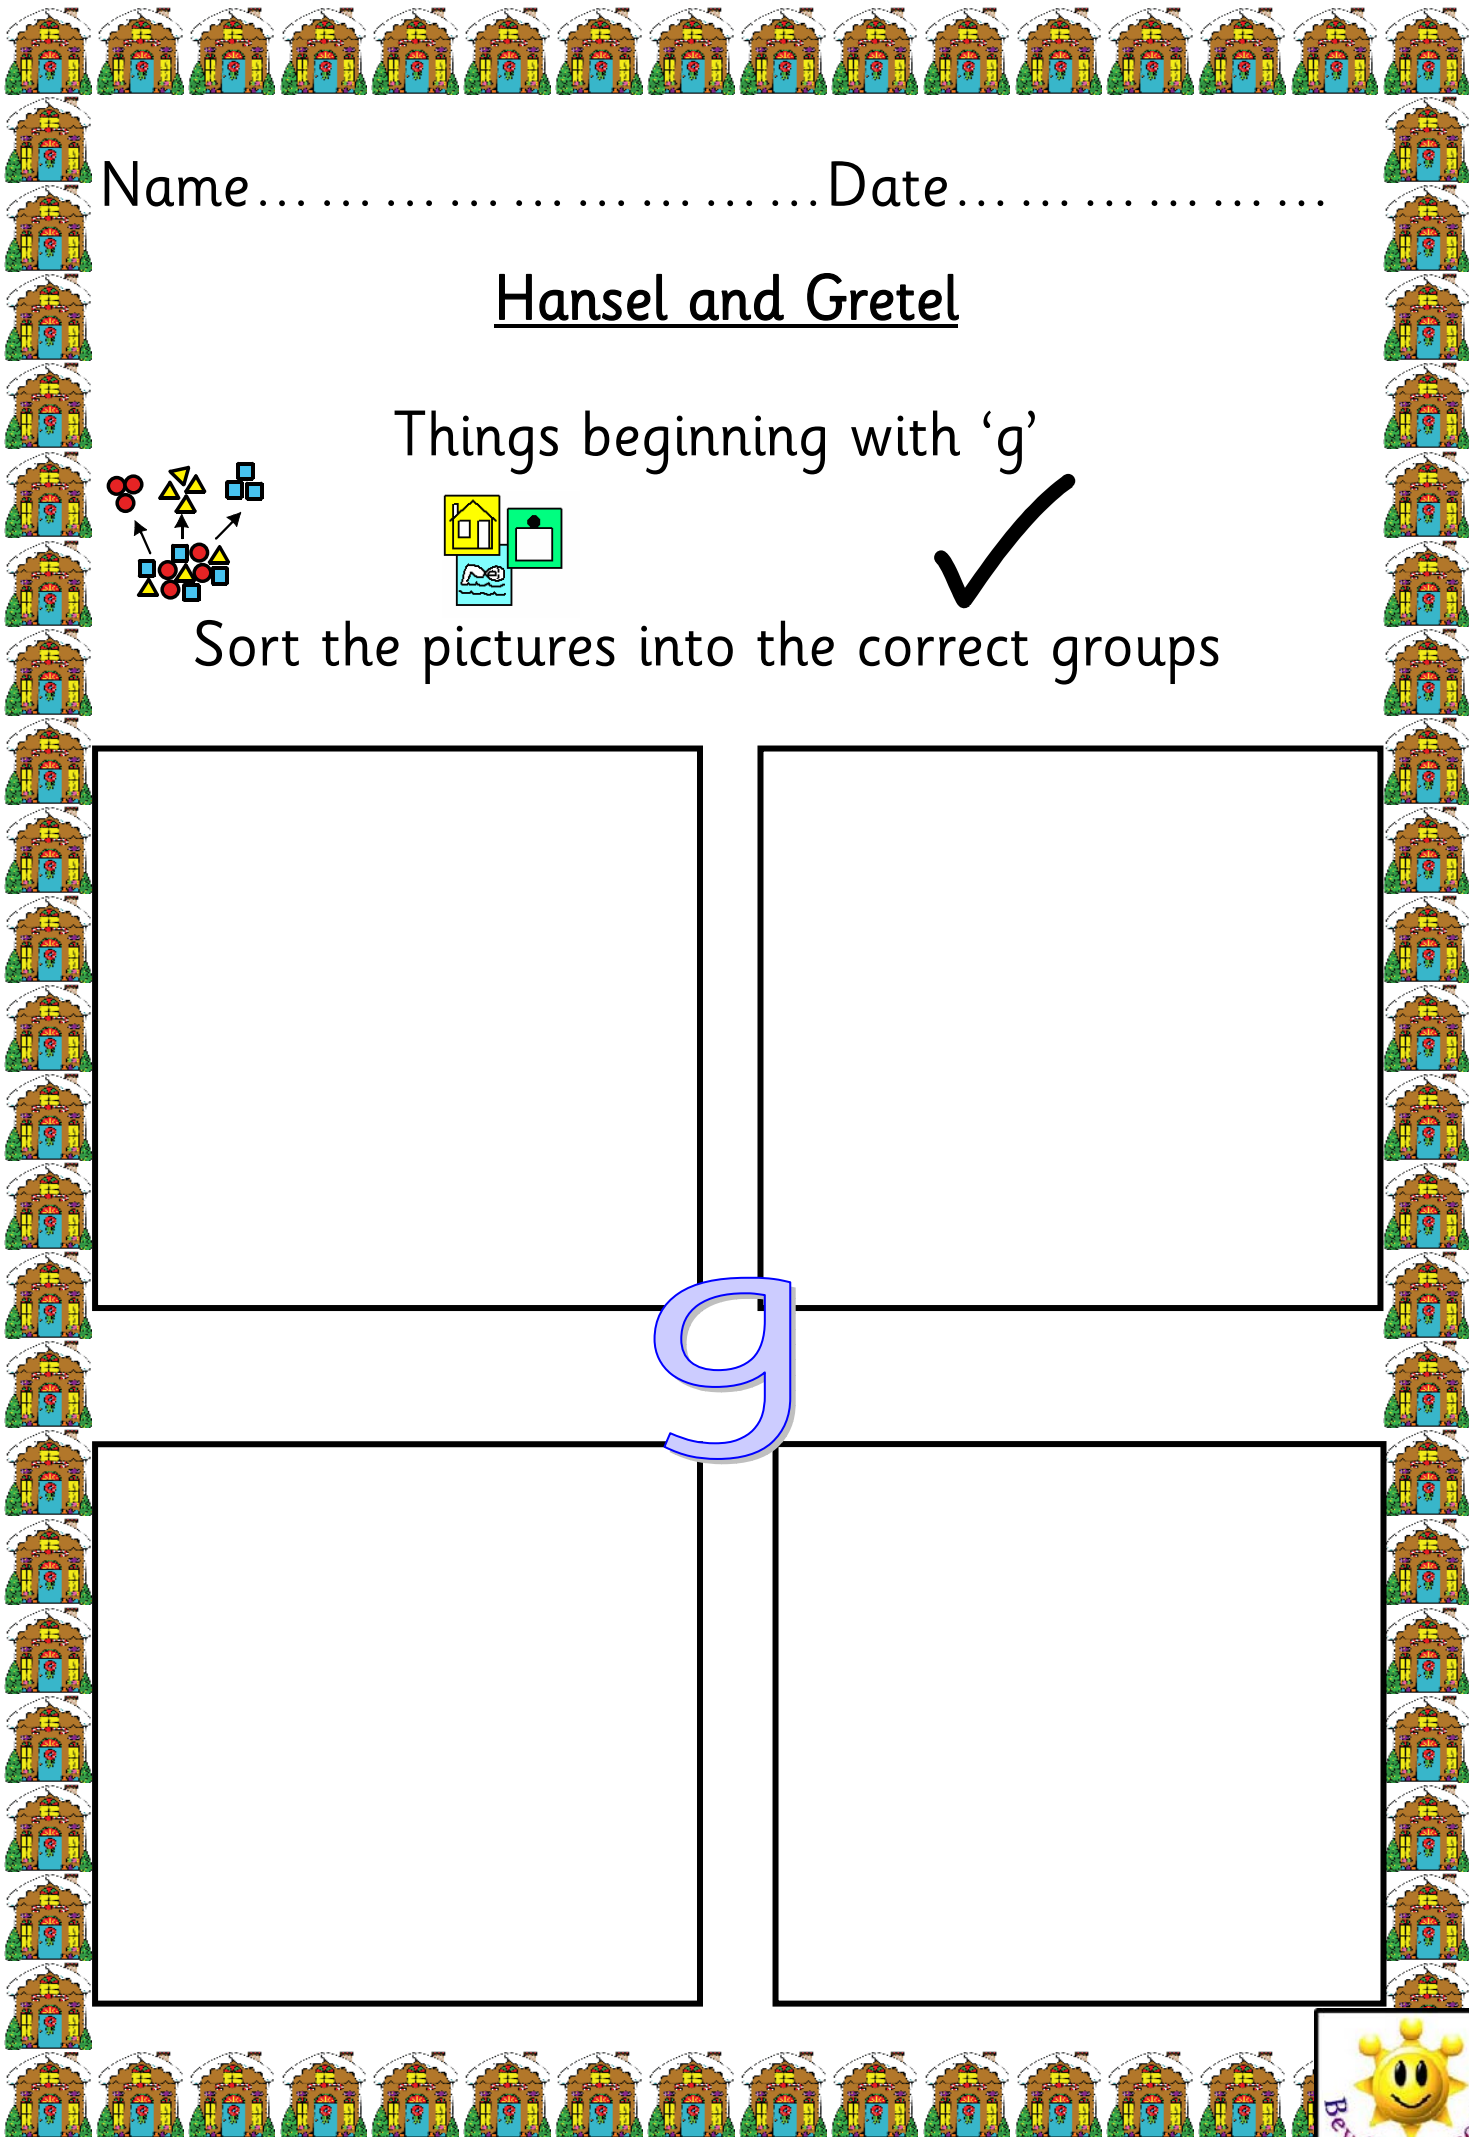 Name……………………………………………Date……………………………
Hansel and Gretel
Things beginning with ‘g’
Sort the pictures into the correct groups
g